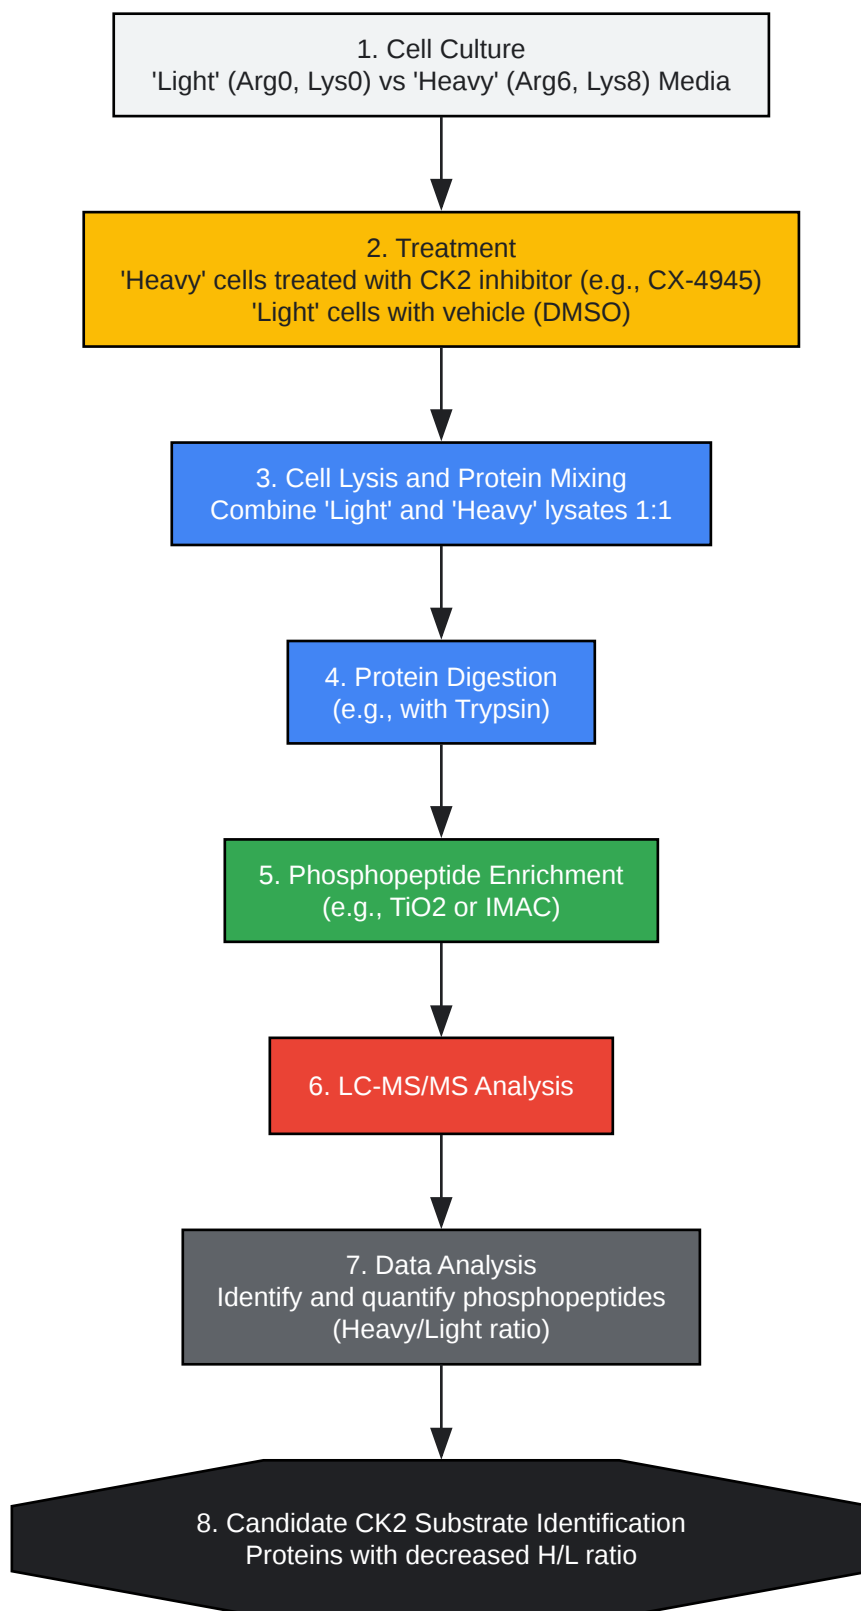 1. Cell Culture
'Light' (Arg0, Lys0) vs 'Heavy' (Arg6, Lys8) Media
2. Treatment
'Heavy' cells treated with CK2 inhibitor (e.g., CX-4945)
'Light' cells with vehicle (DMSO)
3. Cell Lysis and Protein Mixing
Combine 'Light' and 'Heavy' lysates 1:1
4. Protein Digestion
(e.g., with Trypsin)
5. Phosphopeptide Enrichment
(e.g., TiO2 or IMAC)
6. LC-MS/MS Analysis
7. Data Analysis
Identify and quantify phosphopeptides
(Heavy/Light ratio)
8. Candidate CK2 Substrate Identification
Proteins with decreased H/L ratio